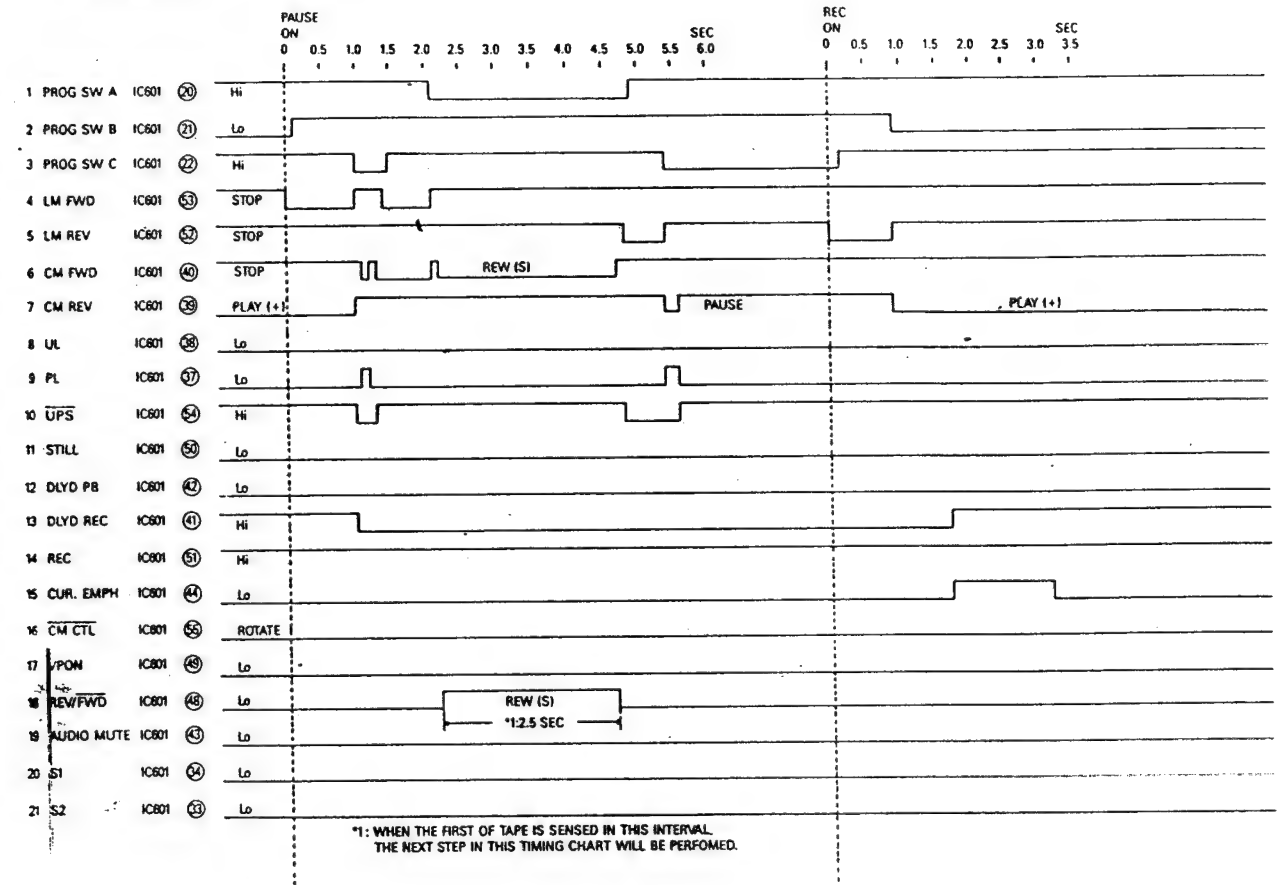 PAUSE
ON
SEC
0 0.5 1.0 1.5 2.0 2.5 3.0 3.5 4.0 4.5 5.0 5.5 6.0
REC
ON
SEC
0 0.5 1.0 1.5 2.0 2.5 3.0 3.5
1 PROG SW A IC601 20 Hi
2 PROG SW B IC601 21 Lo
3 PROG SW C IC601 22 Hi
4 LM FWD IC601 53 STOP
5 LM REV IC601 52 STOP
6 CM FWD IC601 40 STOP REW (S)
7 CM REV IC601 39 PLAY (+) PAUSE PLAY (+)
8 UL IC601 38 Lo
9 PL IC601 37 Lo
10 UPS IC601 54 Hi
11 STILL IC601 50 Lo
12 DLYD PB IC601 42 Lo
13 DLYD REC IC601 41 Hi
14 REC IC601 51 Hi
15 CUR. EMPH IC601 44 Lo
16 CM CTL IC601 55 ROTATE
17 VPON IC601 49 Lo
18 REV/FWD IC601 48 Lo REW (S)
*1:2.5 SEC
19 AUDIO MUTE IC601 43 Lo
20 S1 IC601 34 Lo
21 S2 IC601 33 Lo
*1: WHEN THE FIRST OF TAPE IS SENSED IN THIS INTERVAL.
THE NEXT STEP IN THIS TIMING CHART WILL BE PERFOMED.